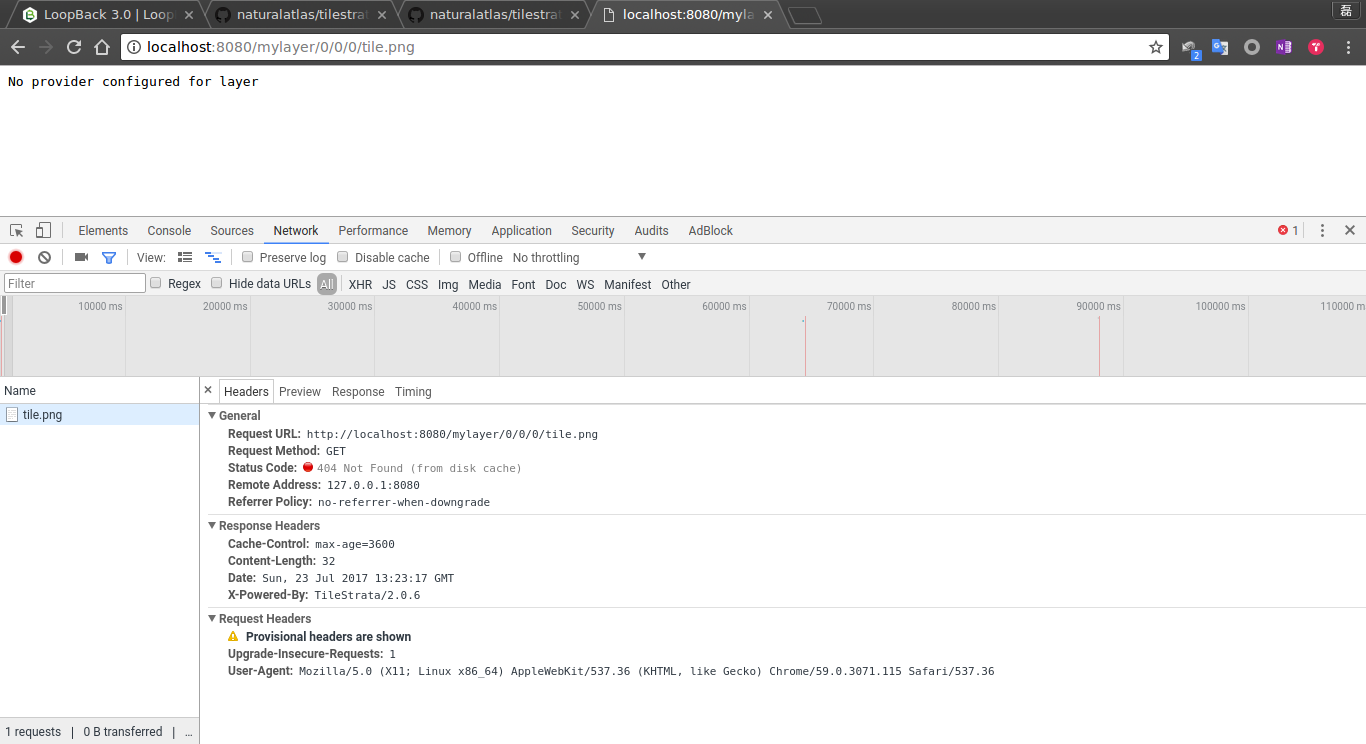 LoopBack 3.0 | Loop
naturalatlas/tilestrat
naturalatlas/tilestrat
localhost:8080/myla
磊
localhost:8080/mylayer/0/0/0/tile.png
2
No provider configured for layer
Elements Console Sources Network Performance Memory Application Security Audits AdBlock 1
View: Preserve log Disable cache Offline No throttling
Filter Regex Hide data URLs All XHR JS CSS Img Media Font Doc WS Manifest Other
10000 ms 20000 ms 30000 ms 40000 ms 50000 ms 60000 ms 70000 ms 80000 ms 90000 ms 100000 ms 110000 m
Name
tile.png
Headers Preview Response Timing
General
Request URL: http://localhost:8080/mylayer/0/0/0/tile.png
Request Method: GET
Status Code: 404 Not Found (from disk cache)
Remote Address: 127.0.0.1:8080
Referrer Policy: no-referrer-when-downgrade
Response Headers
Cache-Control: max-age=3600
Content-Length: 32
Date: Sun, 23 Jul 2017 13:23:17 GMT
X-Powered-By: TileStrata/2.0.6
Request Headers
Provisional headers are shown
Upgrade-Insecure-Requests: 1
User-Agent: Mozilla/5.0 (X11; Linux x86_64) AppleWebKit/537.36 (KHTML, like Gecko) Chrome/59.0.3071.115 Safari/537.36
1 requests | 0 B transferred | ...